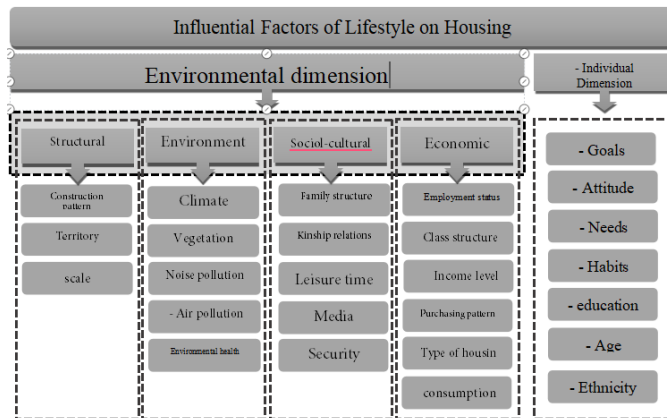 Influential Factors of Lifestyle on Housing
Environmental dimension
- Individual
Dimension
Structural
Construction
pattern
Territory
scale
Environment
Climate
Vegetation
Noise pollution
- Air pollution
Environmental health
Sociol-cultural
Family structure
Kinship relations
Leisure time
Media
Security
Economic
Employment status
Class structure
Income level
Purchasing pattern
Type of housin
consumption
- Goals
- Attitude
- Needs
- Habits
- education
- Age
- Ethnicity